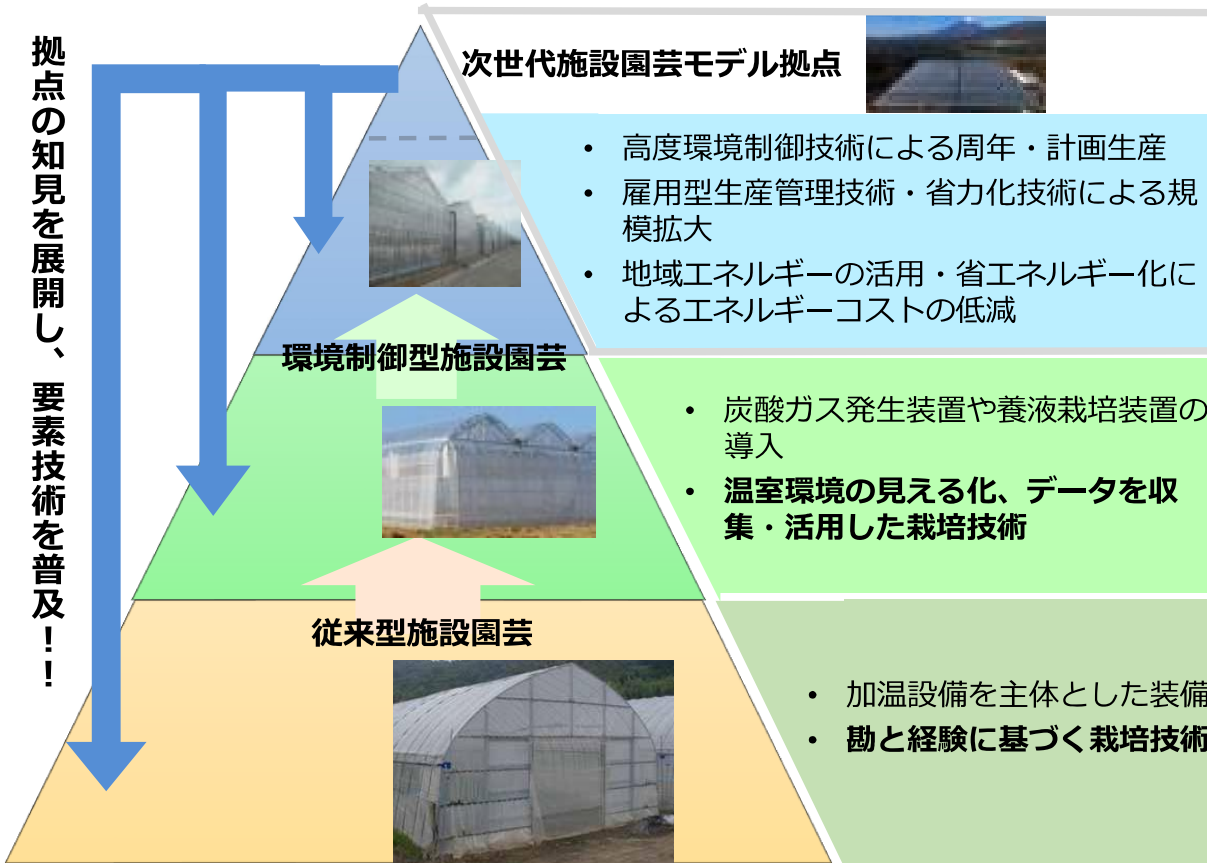 拠点の知見を展開し、要素技術を普及！！
次世代施設園芸モデル拠点
• 高度環境制御技術による周年・計画生産
• 雇用型生産管理技術・省力化技術による規
模拡大
• 地域エネルギーの活用・省エネルギー化に
よるエネルギーコストの低減
環境制御型施設園芸
• 炭酸ガス発生装置や養液栽培装置の
導入
• 温室環境の見える化、データを収
集・活用した栽培技術
従来型施設園芸
• 加温設備を主体とした装備
• 勘と経験に基づく栽培技術